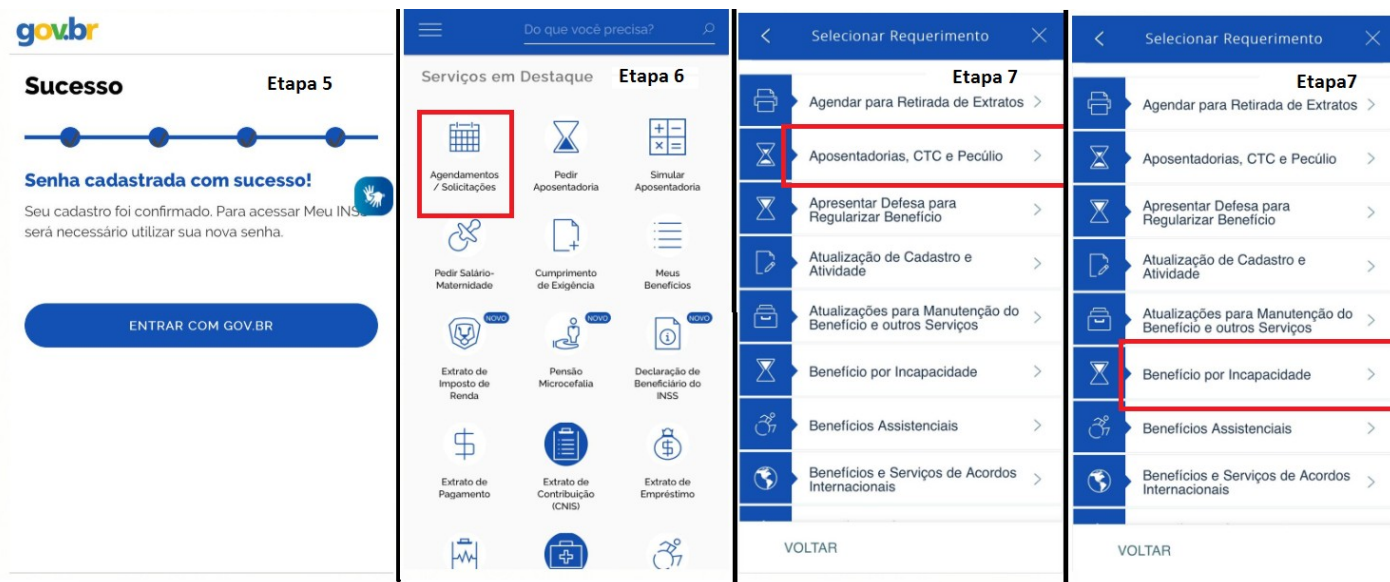 gov.br
Sucesso
Etapa 5
Senha cadastrada com sucesso!
Seu cadastro foi confirmado. Para acessar Meu INSS
será necessário utilizar sua nova senha.
ENTRAR COM GOV.BR
Do que você precisa?
Serviços em Destaque
Etapa 6
Agendamentos
/ Solicitações
Pedir
Aposentadoria
Simular
Aposentadoria
Pedir Salário-
Maternidade
Cumprimento
de Exigência
Meus
Benefícios
NOVO
Extrato de
Imposto de
Renda
NOVO
Pensão
Microcefalia
NOVO
Declaração de
Beneficiário do
INSS
Extrato de
Pagamento
Extrato de
Contribuição
(CNIS)
Extrato de
Empréstimo
Selecionar Requerimento
Etapa 7
Agendar para Retirada de Extratos
Aposentadorias, CTC e Pecúlio
Apresentar Defesa para
Regularizar Benefício
Atualização de Cadastro e
Atividade
Atualizações para Manutenção do
Benefício e outros Serviços
Benefício por Incapacidade
Benefícios Assistenciais
Benefícios e Serviços de Acordos
Internacionais
VOLTAR
Selecionar Requerimento
Etapa7
Agendar para Retirada de Extratos
Aposentadorias, CTC e Pecúlio
Apresentar Defesa para
Regularizar Benefício
Atualização de Cadastro e
Atividade
Atualizações para Manutenção do
Benefício e outros Serviços
Benefício por Incapacidade
Benefícios Assistenciais
Benefícios e Serviços de Acordos
Internacionais
VOLTAR